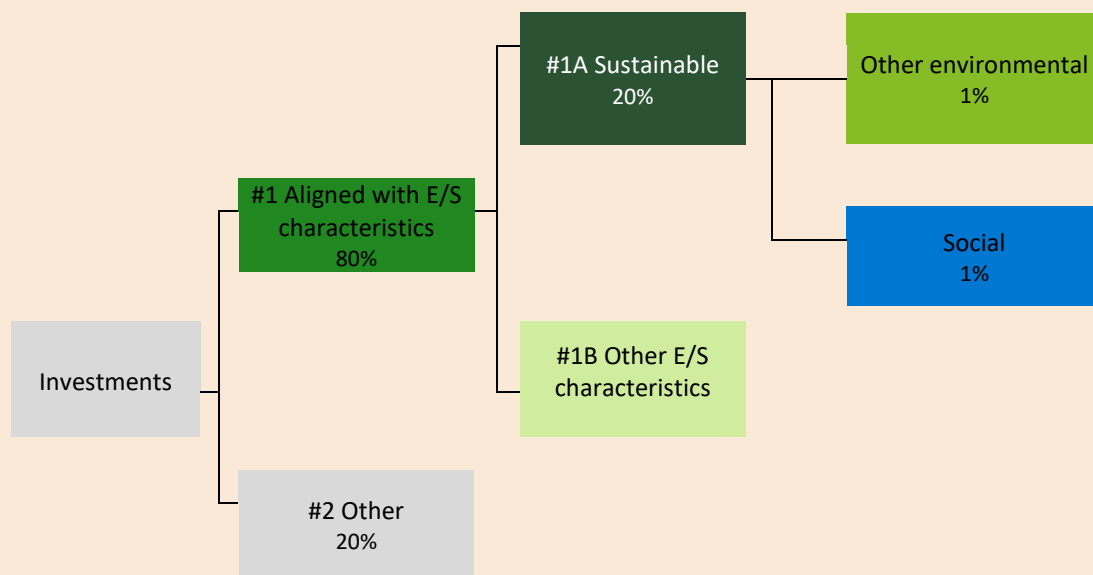 Investments
#1 Aligned with E/S
characteristics
80%
#2 Other
20%
#1A Sustainable
20%
#1B Other E/S
characteristics
Other environmental
1%
Social
1%